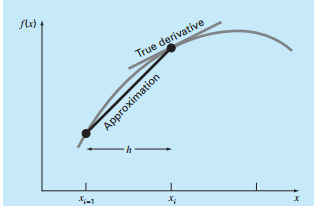 f(x)
True derivative
Approximation
h
xᵢ₋₁
xᵢ
x